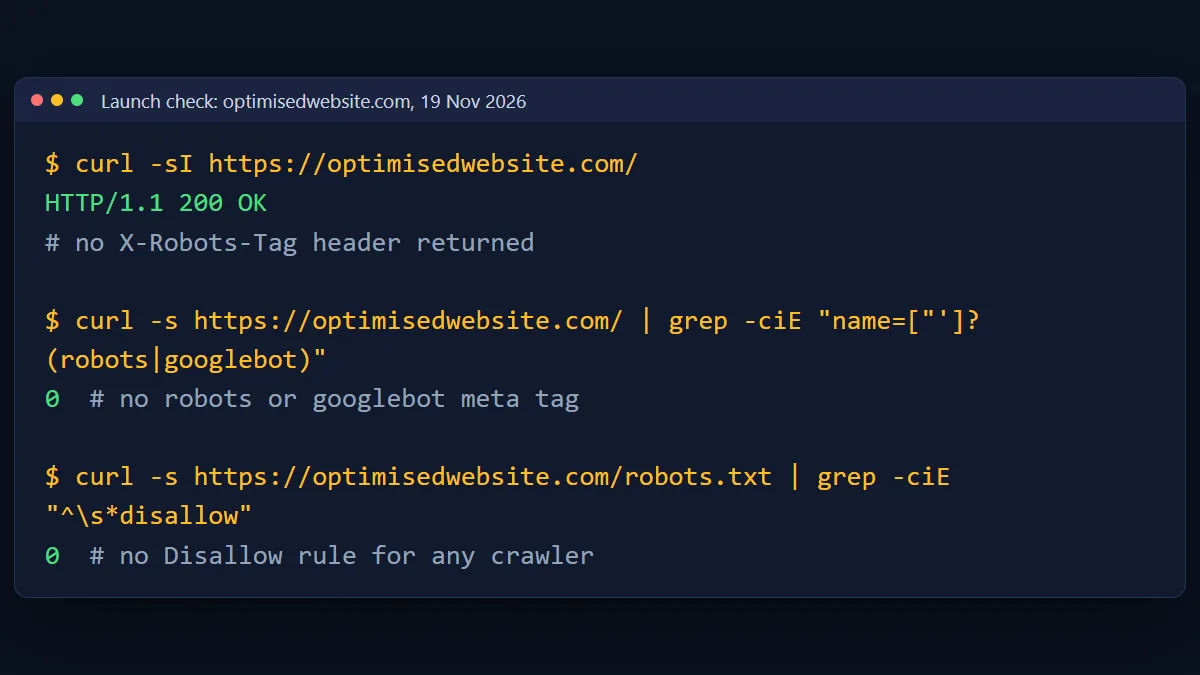 Launch check: optimisedwebsite.com, 19 Nov 2026
$ curl -sI https://optimisedwebsite.com/
HTTP/1.1 200 OK
# no X-Robots-Tag header returned
$ curl -s https://optimisedwebsite.com/ | grep -ciE "name=["']?
(robots|googlebot)"
0  # no robots or googlebot meta tag
$ curl -s https://optimisedwebsite.com/robots.txt | grep -ciE
"^\s*disallow"
0  # no Disallow rule for any crawler